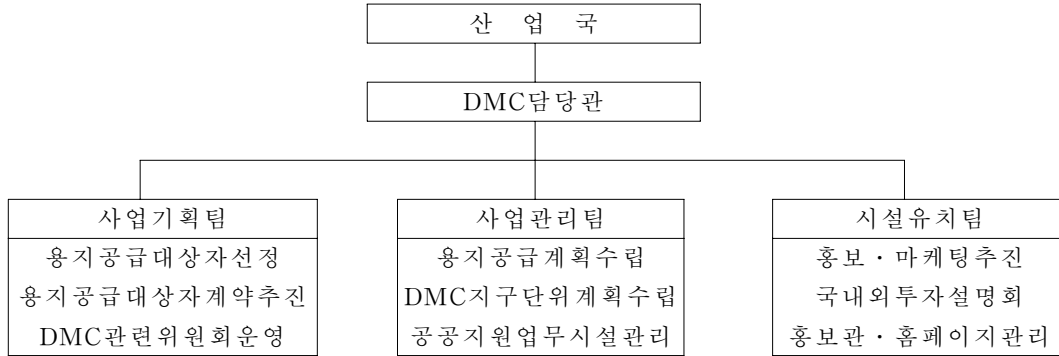 산 업 국
DMC담당관
사업기획팀
용지공급대상자선정
용지공급대상자계약추진
DMC관련위원회운영
사업관리팀
용지공급계획수립
DMC지구단위계획수립
공공지원업무시설관리
시설유치팀
홍보·마케팅추진
국내외투자설명회
홍보관·홈페이지관리